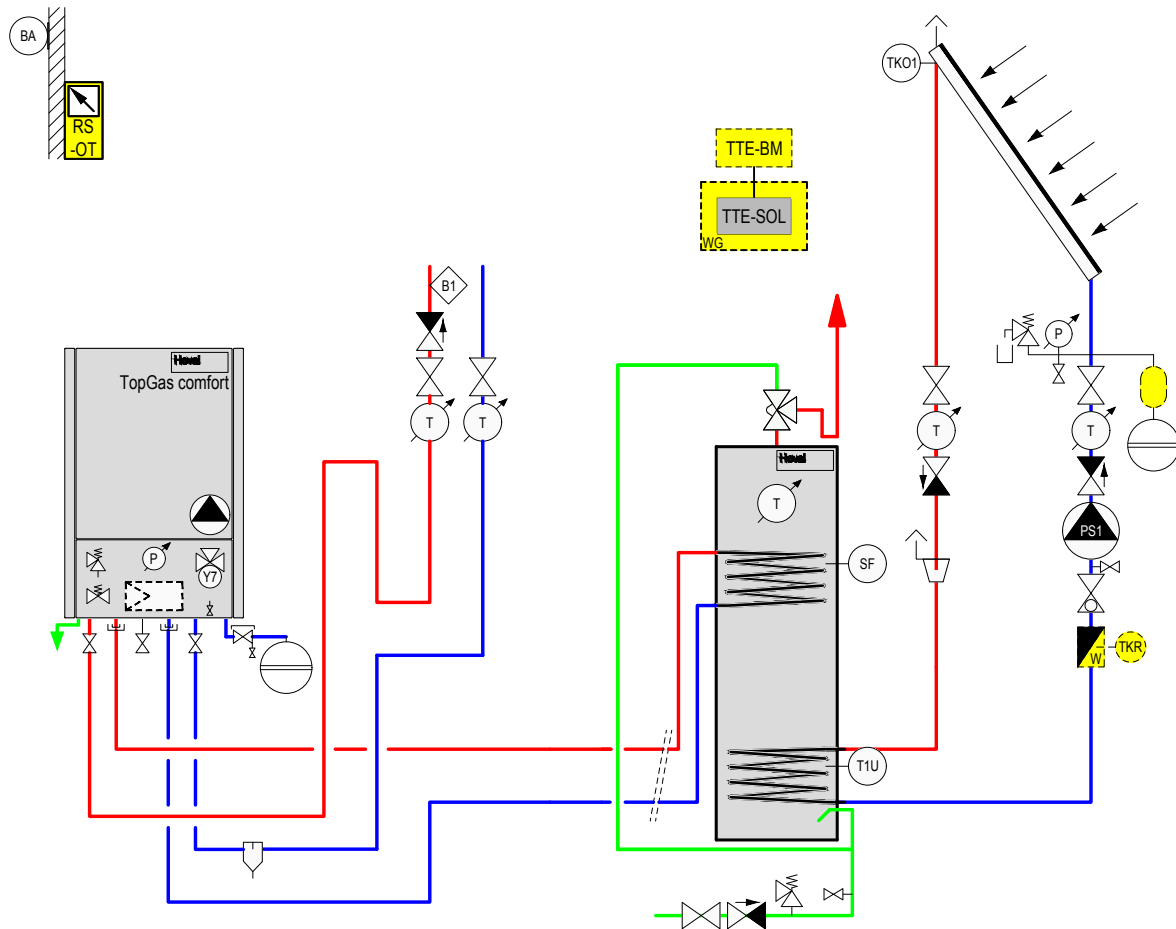 BA
TKO1
RS
-OT
TTE-BM
TTE-SOL
WG
B1
P
Hoval
TopGas comfort
T
T
T
T
Hoval
T
PS1
P
Y7
SF
W
TKR
T1U